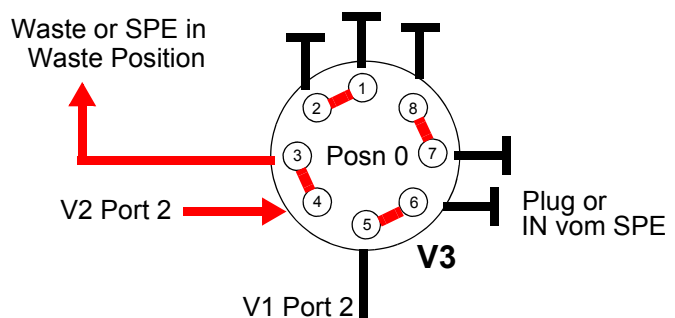 Waste or SPE in
Waste Position
1
2
8
3
Posn 0
7
4
6
5
V2 Port 2
Plug or
IN vom SPE
V3
V1 Port 2